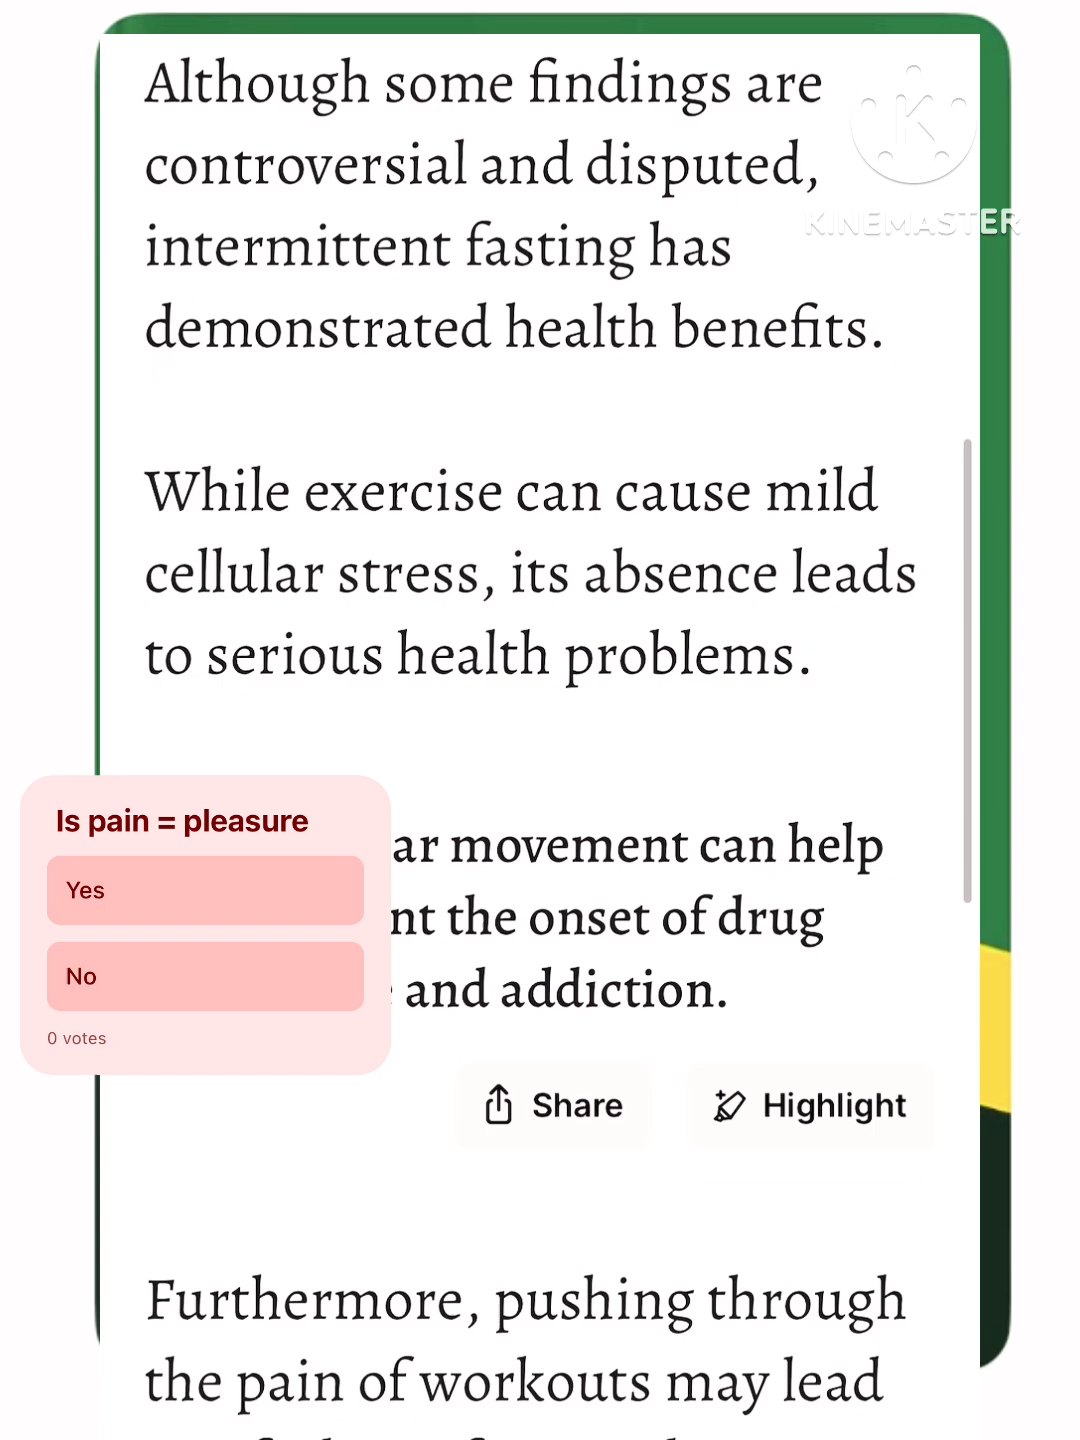 Although some findings are
controversial and disputed,
intermittent fasting has
demonstrated health benefits.
KINEMASTER
While exercise can cause mild
cellular stress, its absence leads
to serious health problems.
Is pain = pleasure
Yes
No
0 votes
ar movement can help
nt the onset of drug
and addiction.
Share
Highlight
Furthermore, pushing through
the pain of workouts may lead